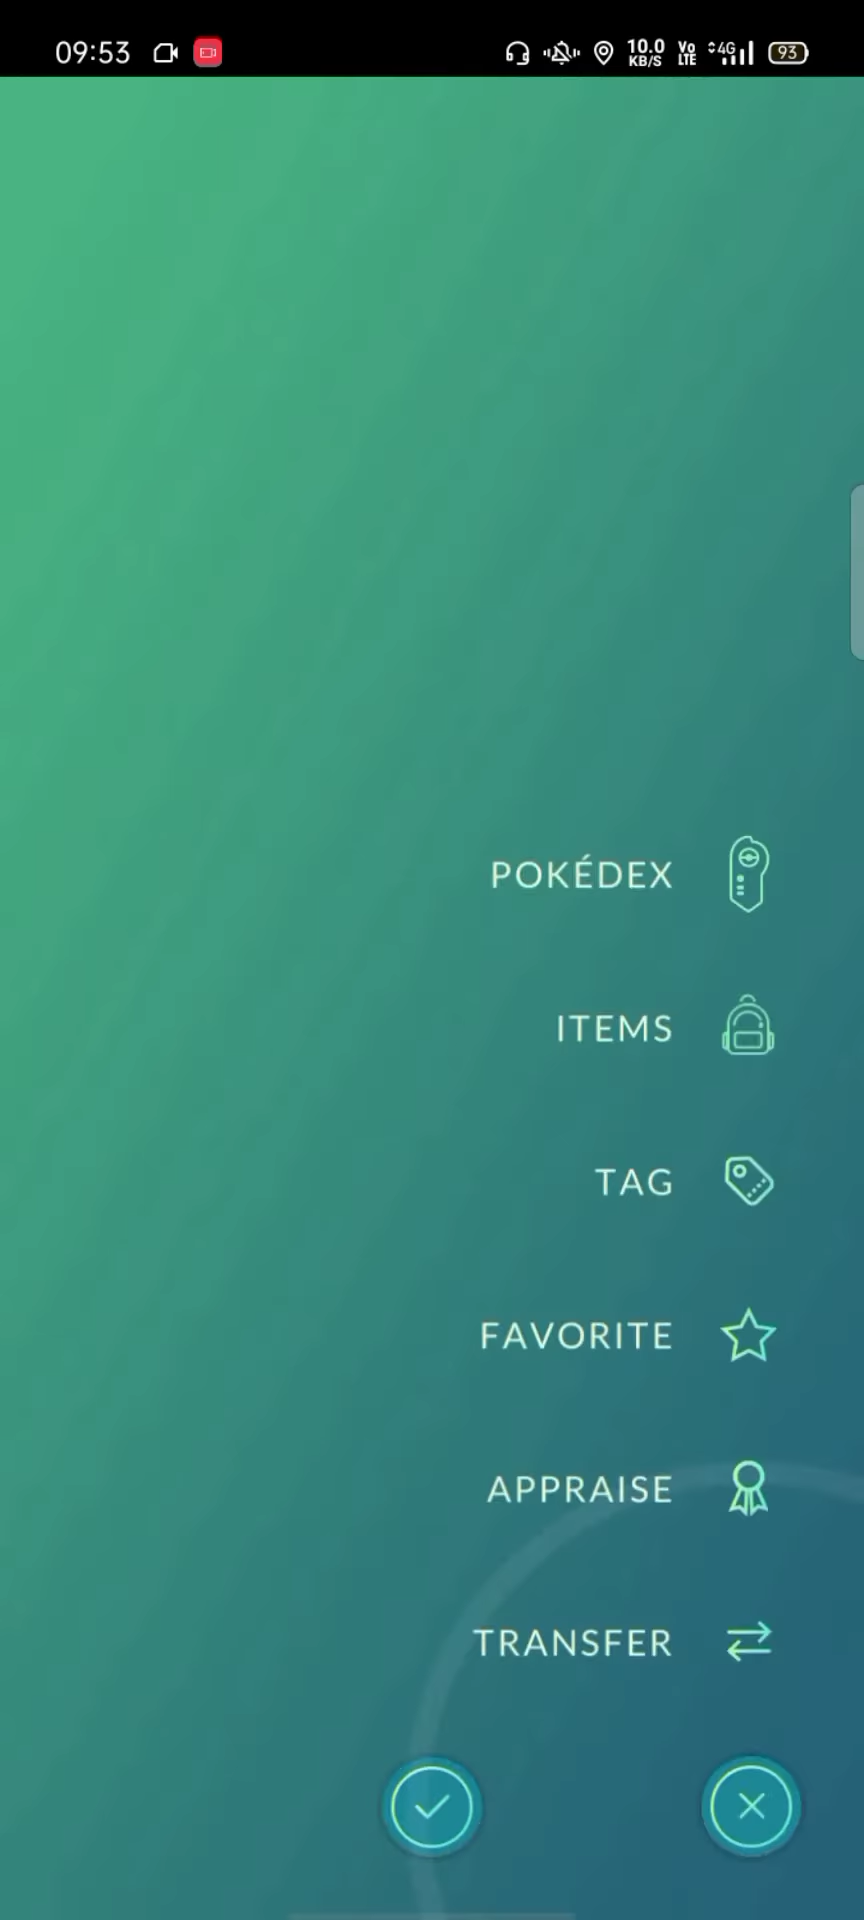 09:53 10.0 KB/S Vo LTE 4G 93
POKÉDEX
ITEMS
TAG
FAVORITE
APPRAISE
TRANSFER